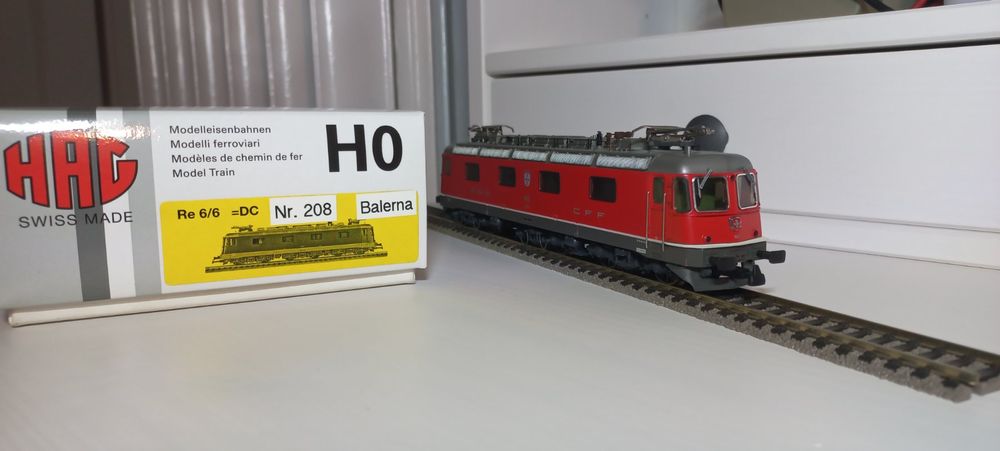 HAG
SWISS MADE
Modelleisenbahnen
Modelli ferroviari
Modèles de chemin de fer
Model Train
H0
Re 6/6 =DC Nr. 208 Balerna
C F F